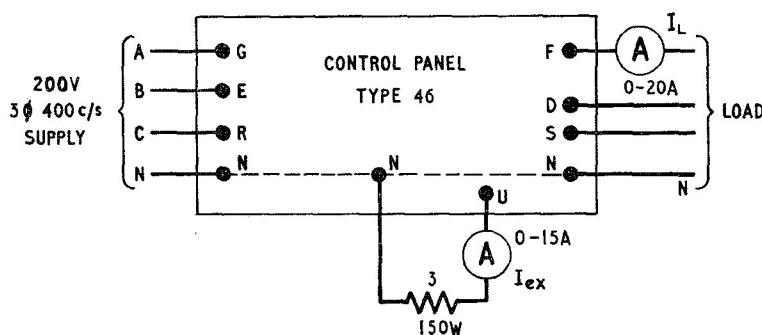 A
G
F
I_L
A
CONTROL PANEL
TYPE 46
0-20A
200V
3ϕ 400 c/s
SUPPLY
B
E
D
LOAD
C
R
S
N
N
N
N
N
U
A
0-15A
I_ex
3
150W